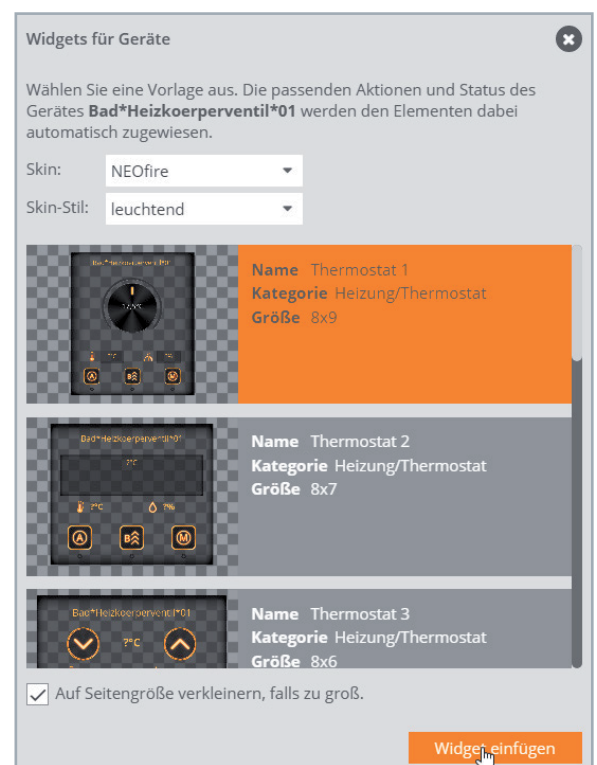 Widgets für Geräte
Wählen Sie eine Vorlage aus. Die passenden Aktionen und Status des
Gerätes Bad*Heizkoerperventil*01 werden den Elementen dabei
automatisch zugewiesen.
Skin: NEOfire
Skin-Stil: leuchtend
Bad*Heizkoerperventil*01
Name Thermostat 1
Kategorie Heizung/Thermostat
Größe 8x9
?°C ?%
A B M
Bad*Heizkoerperventil*01
?°C
?°C ?%
A B M
Name Thermostat 2
Kategorie Heizung/Thermostat
Größe 8x7
Bad*Heizkoerperventil*01
?°C
Name Thermostat 3
Kategorie Heizung/Thermostat
Größe 8x6
Auf Seitengröße verkleinern, falls zu groß.
Widget einfügen